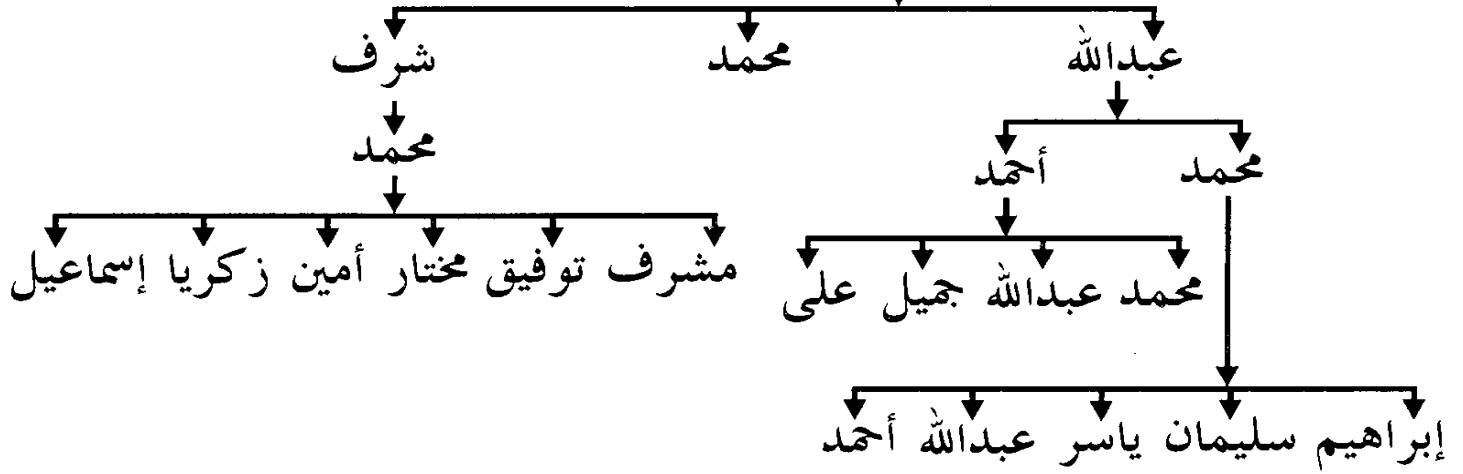 عبدالله محمد شرف
محمد أحمد محمد
مشرف توفيق مختار أمين زكريا إسماعيل
محمد عبدالله جميل على
إبراهيم سليمان ياسر عبدالله أحمد